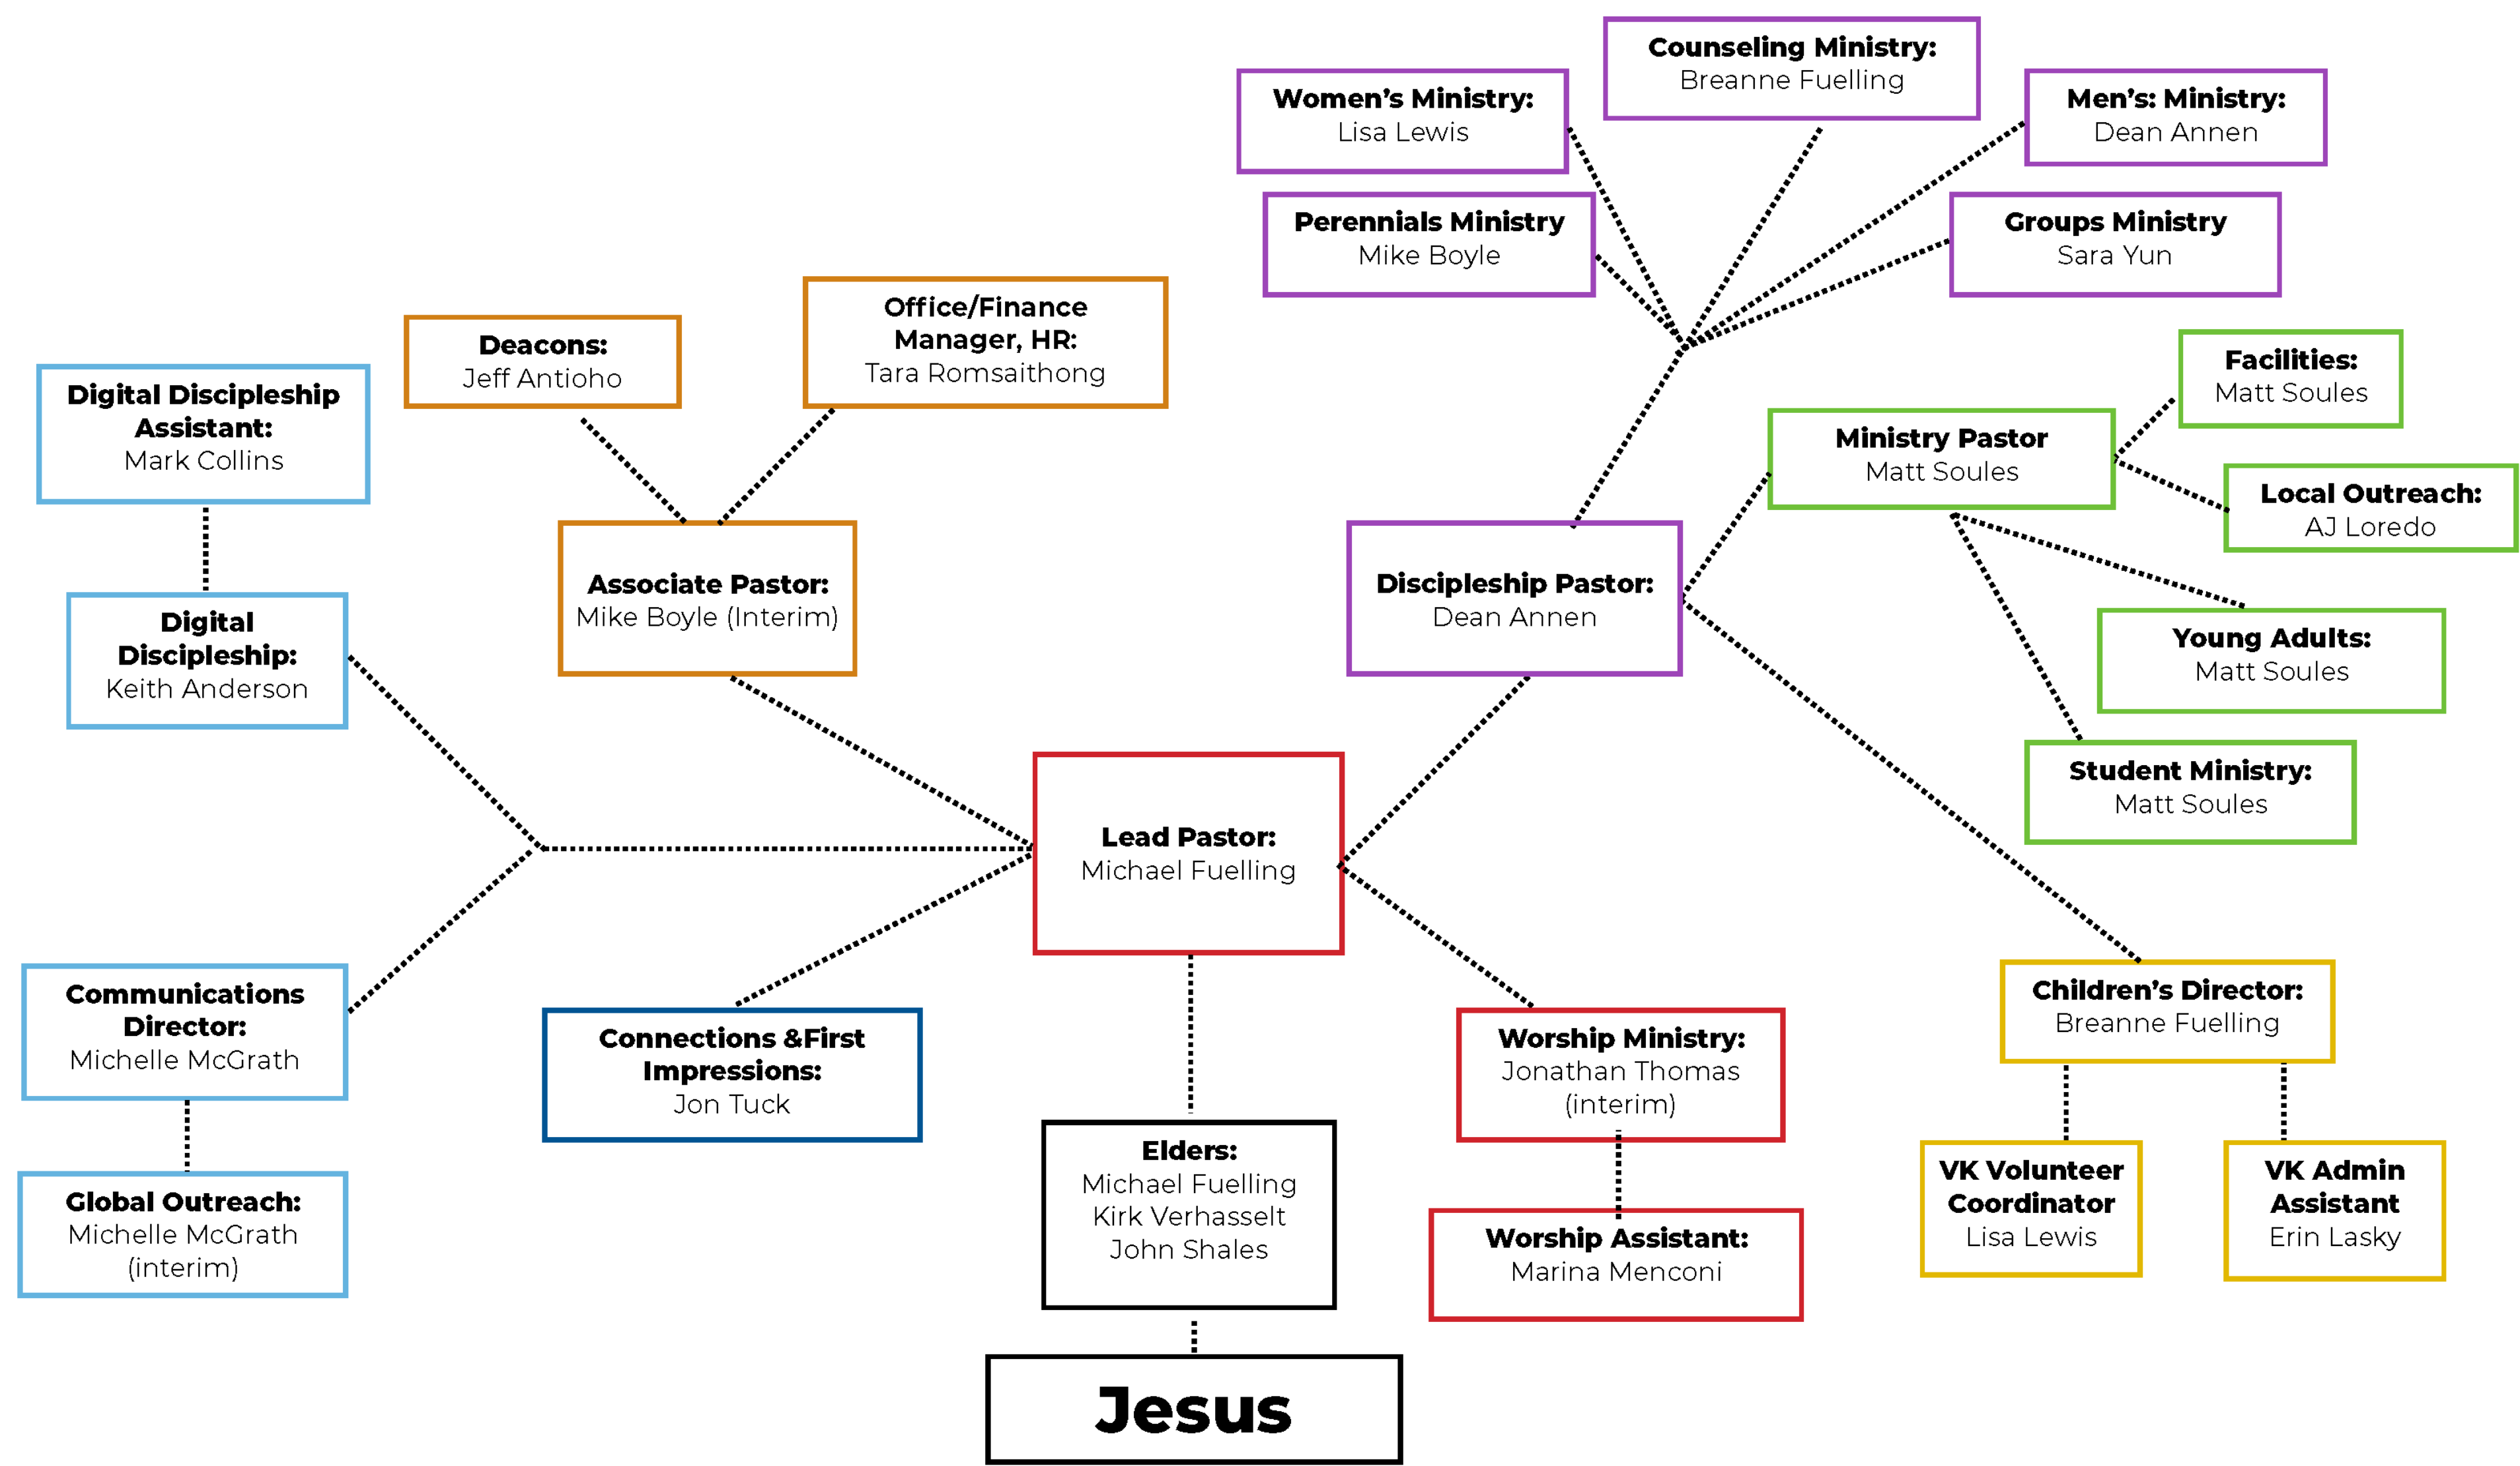 Counseling Ministry:
Breanne Fuelling
Women's Ministry:
Lisa Lewis
Men's: Ministry:
Dean Annen
Perennials Ministry
Mike Boyle
Groups Ministry
Sara Yun
Office/Finance
Manager, HR:
Tara Romsaithong
Deacons:
Jeff Antioho
Facilities:
Matt Soules
Digital Discipleship
Assistant:
Mark Collins
Ministry Pastor
Matt Soules
Local Outreach:
AJ Loredo
Associate Pastor:
Mike Boyle (Interim)
Discipleship Pastor:
Dean Annen
Digital
Discipleship:
Keith Anderson
Young Adults:
Matt Soules
Student Ministry:
Matt Soules
Lead Pastor:
Michael Fuelling
Communications
Director:
Michelle McGrath
Children's Director:
Breanne Fuelling
Connections &First
Impressions:
Jon Tuck
Worship Ministry:
Jonathan Thomas
(interim)
Elders:
Michael Fuelling
Kirk Verhasselt
John Shales
VK Volunteer
Coordinator
Lisa Lewis
VK Admin
Assistant
Erin Lasky
Global Outreach:
Michelle McGrath
(interim)
Worship Assistant:
Marina Menconi
Jesus